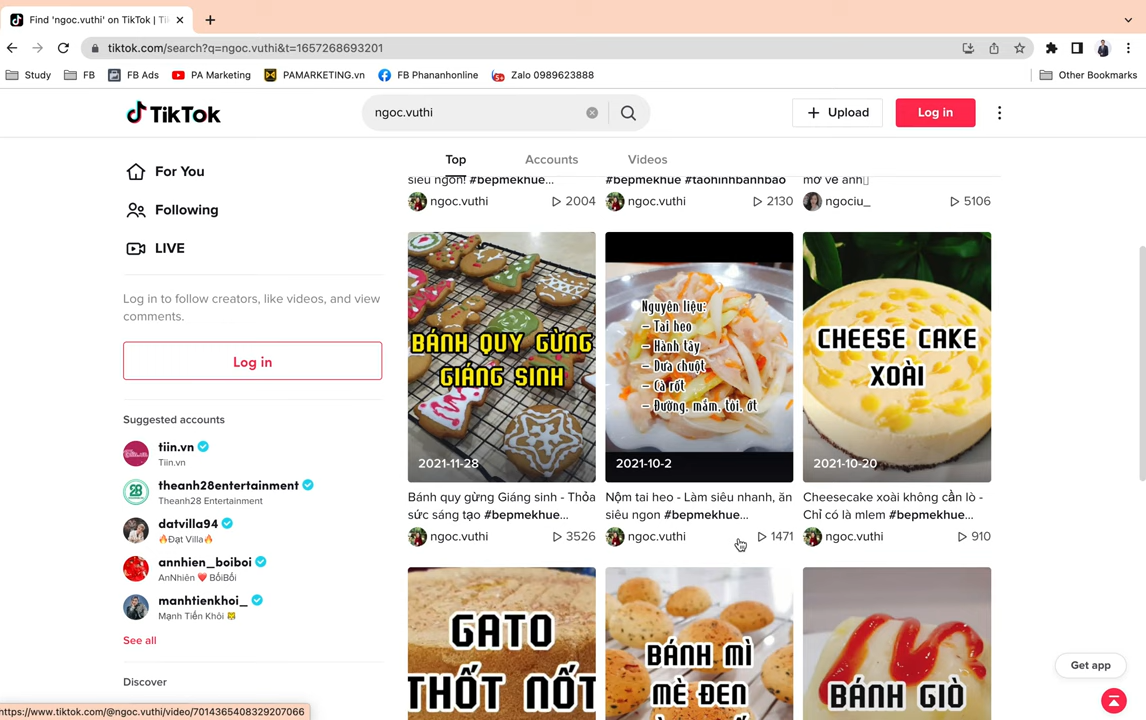 Find 'ngoc.vuthi' on TikTok | Ti
tiktok.com/search?q=ngoc.vuthi&t=1657268693201
Study
FB
FB Ads
PA Marketing
PAMARKETING.vn
FB Phananhonline
Zalo 0989623888
Other Bookmarks
TikTok
ngoc.vuthi
Upload
Log in
Top
Accounts
Videos
For You
Following
LIVE
Log in to follow creators, like videos, and view
comments.
Log in
Suggested accounts
tiin.vn
Tiin.vn
theanh28entertainment
Theanh28 Entertainment
datvilla94
🔥Đạt Villa🔥
annhien_boiboi
AnNhiên ❤️ BốiBối
manhtienkhoi_
Mạnh Tiến Khôi 🐯
See all
Discover
siêu ngon! #bepmekhue...
ngoc.vuthi
2004
#bepmekhue #taohinhbanhbao
ngoc.vuthi
2130
mơ về anh
ngociu_
5106
BÁNH QUY GỪNG
GIÁNG SINH
2021-11-28
Bánh quy gừng Giáng sinh - Thỏa
sức sáng tạo #bepmekhue...
ngoc.vuthi
3526
Nguyên liệu:
- Tai heo
- Hành tây
- Dưa chuột
- Cà rốt
- Đường, mắm, tỏi, ớt
2021-10-2
Nộm tai heo - Làm siêu nhanh, ăn
siêu ngon #bepmekhue...
ngoc.vuthi
1471
CHEESE CAKE
XOÀI
2021-10-20
Cheesecake xoài không cần lò -
Chỉ có là mlem #bepmekhue...
ngoc.vuthi
910
GATO
THỐT NỐT
BÁNH MÌ
MÈ ĐEN
BÁNH GIÒ
Get app
https://www.tiktok.com/@ngoc.vuthi/video/7014365408329207066